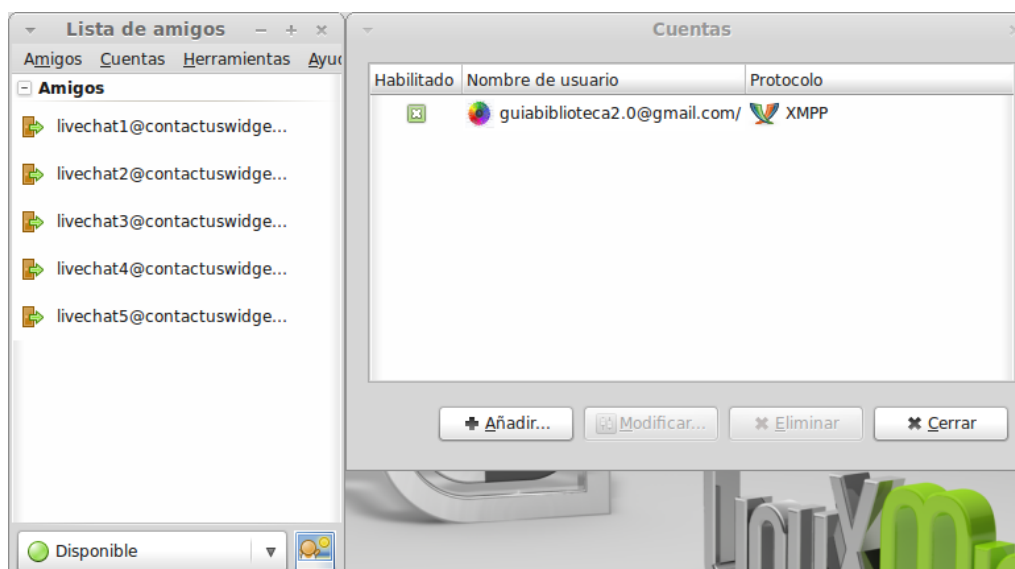 Lista de amigos
Amigos Cuentas Herramientas Ayu
Amigos
livechat1@contactuswidge...
livechat2@contactuswidge...
livechat3@contactuswidge...
livechat4@contactuswidge...
livechat5@contactuswidge...
Disponible
Cuentas
Habilitado Nombre de usuario Protocolo
guiabiblioteca2.0@gmail.com/ XMPP
Añadir... Modificar... Eliminar Cerrar
Linux